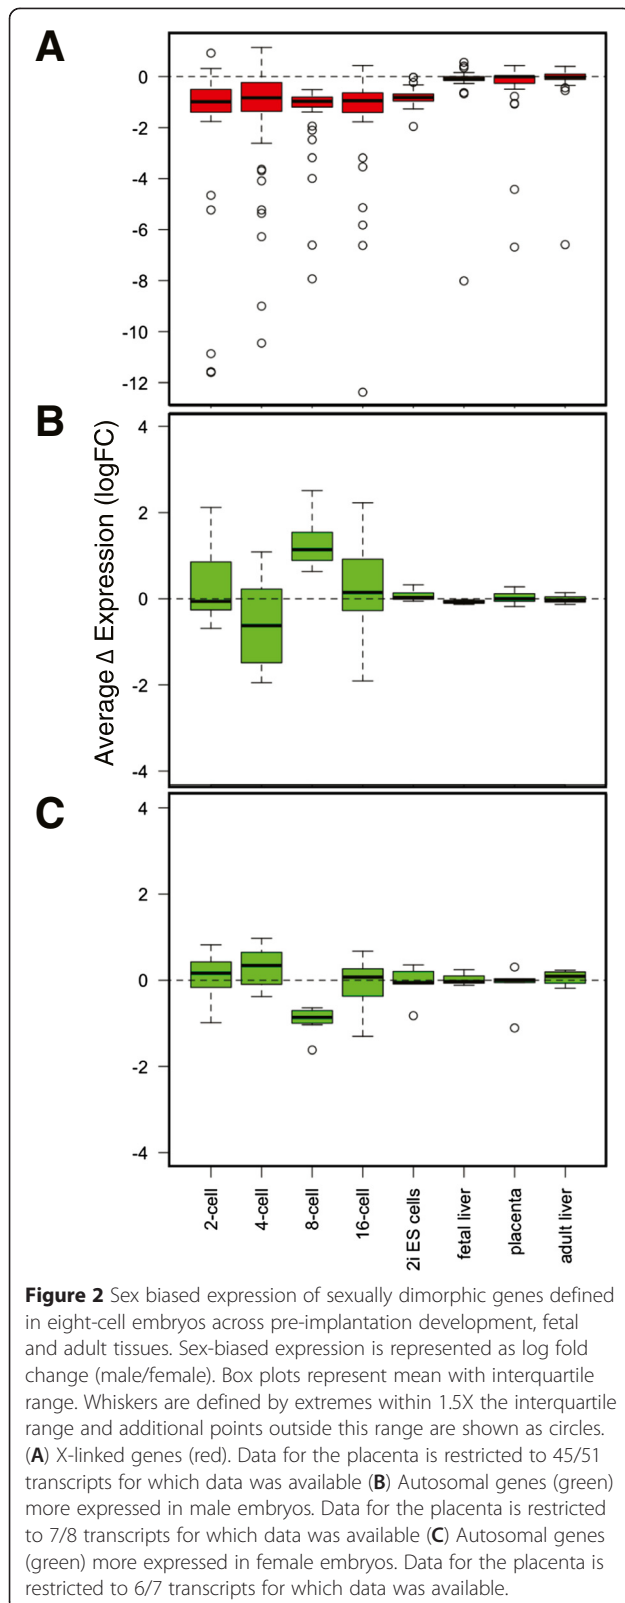 A
0
-2
-4
-6
-8
-10
-12
B
4
2
0
-2
-4
Average Δ Expression (logFC)
C
4
2
0
-2
-4
2-cell
4-cell
8-cell
16-cell
2i ES cells
fetal liver
placenta
adult liver
Figure 2 Sex biased expression of sexually dimorphic genes defined
in eight-cell embryos across pre-implantation development, fetal
and adult tissues. Sex-biased expression is represented as log fold
change (male/female). Box plots represent mean with interquartile
range. Whiskers are defined by extremes within 1.5X the interquartile
range and additional points outside this range are shown as circles.
(A) X-linked genes (red). Data for the placenta is restricted to 45/51
transcripts for which data was available (B) Autosomal genes (green)
more expressed in male embryos. Data for the placenta is restricted
to 7/8 transcripts for which data was available (C) Autosomal genes
(green) more expressed in female embryos. Data for the placenta is
restricted to 6/7 transcripts for which data was available.